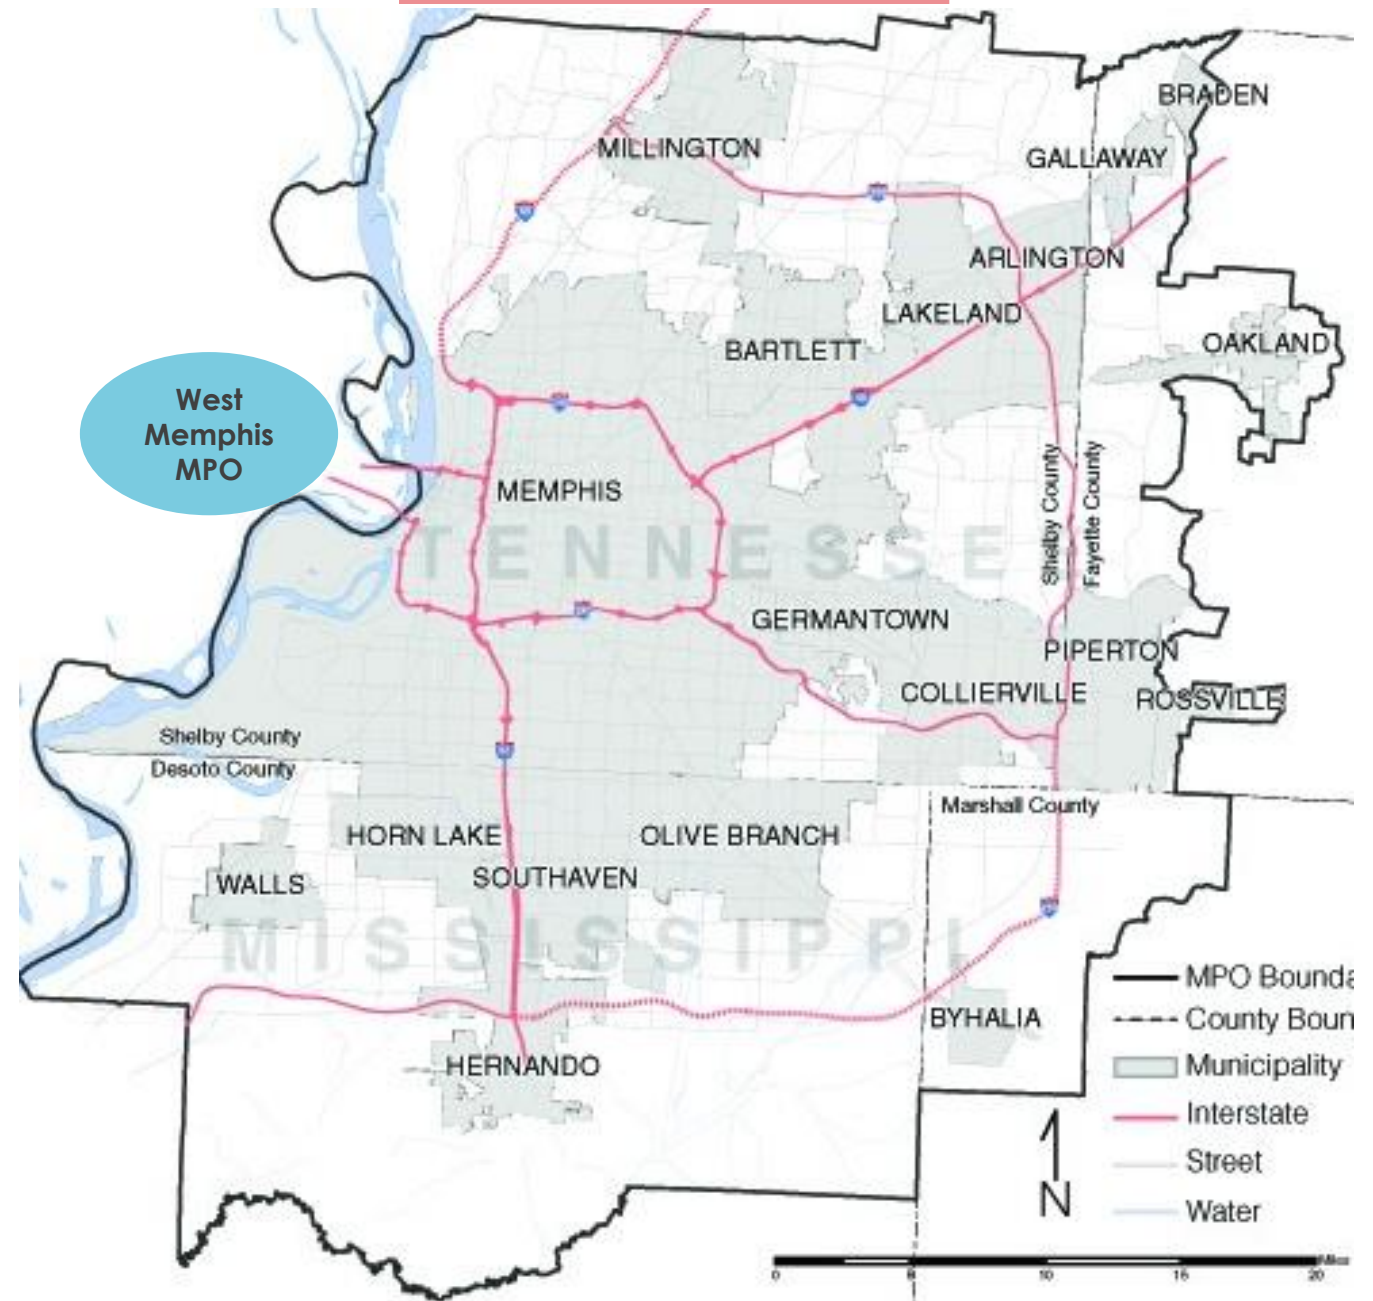 BRADEN
MILLINGTON
GALLAWAY
ARLINGTON
LAKELAND
OAKLAND
BARTLETT
West
Memphis
MPO
MEMPHIS
TENNESSE
Shelby County
Fayette County
GERMANTOWN
PIPERTON
COLLIERVILLE
ROSSVILLE
Shelby County
Desoto County
Marshall County
HORN LAKE
OLIVE BRANCH
SOUTHAVEN
WALLS
MISSISSIPPI
BYHALIA
HERNANDO
MPO Bounda
County Boun
Municipality
Interstate
Street
Water
N
0 5 10 15 20